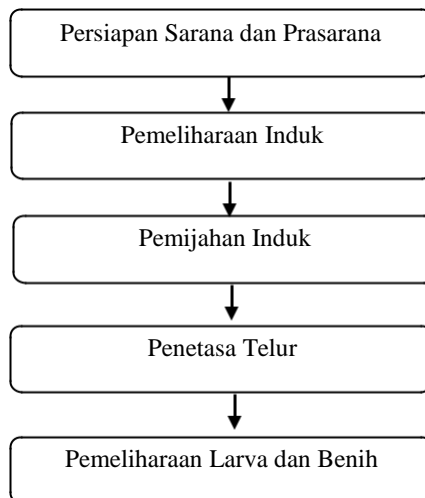 Persiapan Sarana dan Prasarana
Pemeliharaan Induk
Pemijahan Induk
Penetasa Telur
Pemeliharaan Larva dan Benih